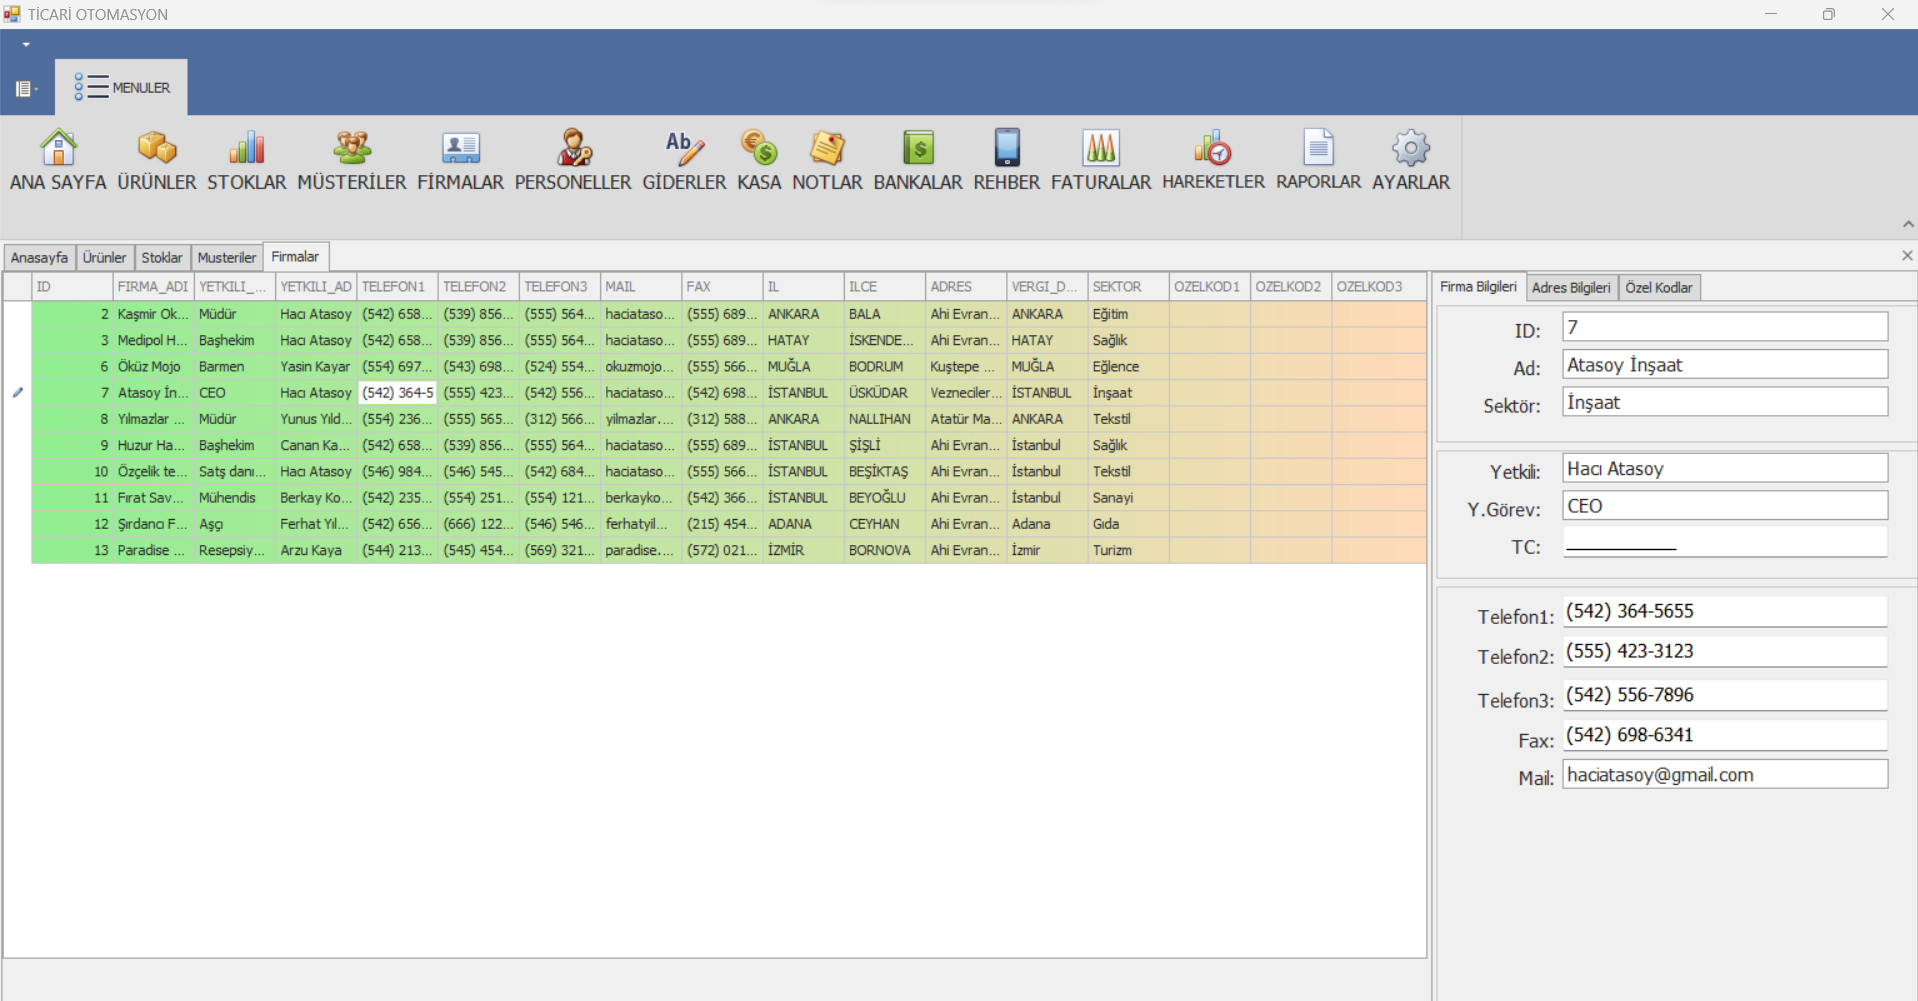 TİCARİ OTOMASYON
MENULER
ANA SAYFA ÜRÜNLER STOKLAR MÜSTERİLER FİRMALAR PERSONELLER GİDERLER KASA NOTLAR BANKALAR REHBER FATURALAR HAREKETLER RAPORLAR AYARLAR
Anasayfa Ürünler Stoklar Musteriler Firmalar
ID FIRMA_ADI YETKILI_... YETKILI_AD TELEFON1 TELEFON2 TELEFON3 MAIL FAX IL ILCE ADRES VERGI_D... SEKTOR OZELKOD1 OZELKOD2 OZELKOD3
2 Kaşmir Ok... Müdür Hacı Atasoy (542) 658... (539) 856... (555) 564... haciataso... (555) 689... ANKARA BALA Ahi Evran... ANKARA Eğitim
3 Medipol H... Başhekim Hacı Atasoy (542) 658... (539) 856... (555) 564... haciataso... (555) 689... HATAY İSKENDE... Ahi Evran... HATAY Sağlık
6 Öküz Mojo Barmen Yasin Kayar (554) 697... (543) 698... (524) 554... okuzmojo... (555) 566... MUĞLA BODRUM Kuştepe ... MUĞLA Eğlence
7 Atasoy İn... CEO Hacı Atasoy (542) 364-5 (555) 423... (542) 556... haciataso... (542) 698... İSTANBUL ÜSKÜDAR Vezneciler... İSTANBUL İnşaat
8 Yılmazlar ... Müdür Yunus Yıld... (554) 236... (555) 565... (312) 566... yilmazlar.... (312) 588... ANKARA NALLIHAN Atatür Ma... ANKARA Tekstil
9 Huzur Ha... Başhekim Canan Ka... (542) 658... (539) 856... (555) 564... haciataso... (555) 689... İSTANBUL ŞİŞLİ Ahi Evran... İstanbul Sağlık
10 Özçelik te... Satş danı... Hacı Atasoy (546) 984... (546) 545... (542) 684... haciataso... (555) 566... İSTANBUL BEŞİKTAŞ Ahi Evran... İstanbul Tekstil
11 Fırat Sav... Mühendis Berkay Ko... (542) 235... (554) 251... (554) 121... berkayko... (542) 366... İSTANBUL BEYOĞLU Ahi Evran... İstanbul Sanayi
12 Şırdancı F... Aşçı Ferhat Yıl... (542) 656... (666) 122... (546) 546... ferhatyil... (215) 454... ADANA CEYHAN Ahi Evran... Adana Gıda
13 Paradise ... Resepsiy... Arzu Kaya (544) 213... (545) 454... (569) 321... paradise.... (572) 021... İZMİR BORNOVA Ahi Evran... İzmir Turizm
Firma Bilgileri Adres Bilgileri Özel Kodlar
ID: 7
Ad: Atasoy İnşaat
Sektör: İnşaat
Yetkili: Hacı Atasoy
Y.Görev: CEO
TC: ___________
Telefon1: (542) 364-5655
Telefon2: (555) 423-3123
Telefon3: (542) 556-7896
Fax: (542) 698-6341
Mail: haciatasoy@gmail.com